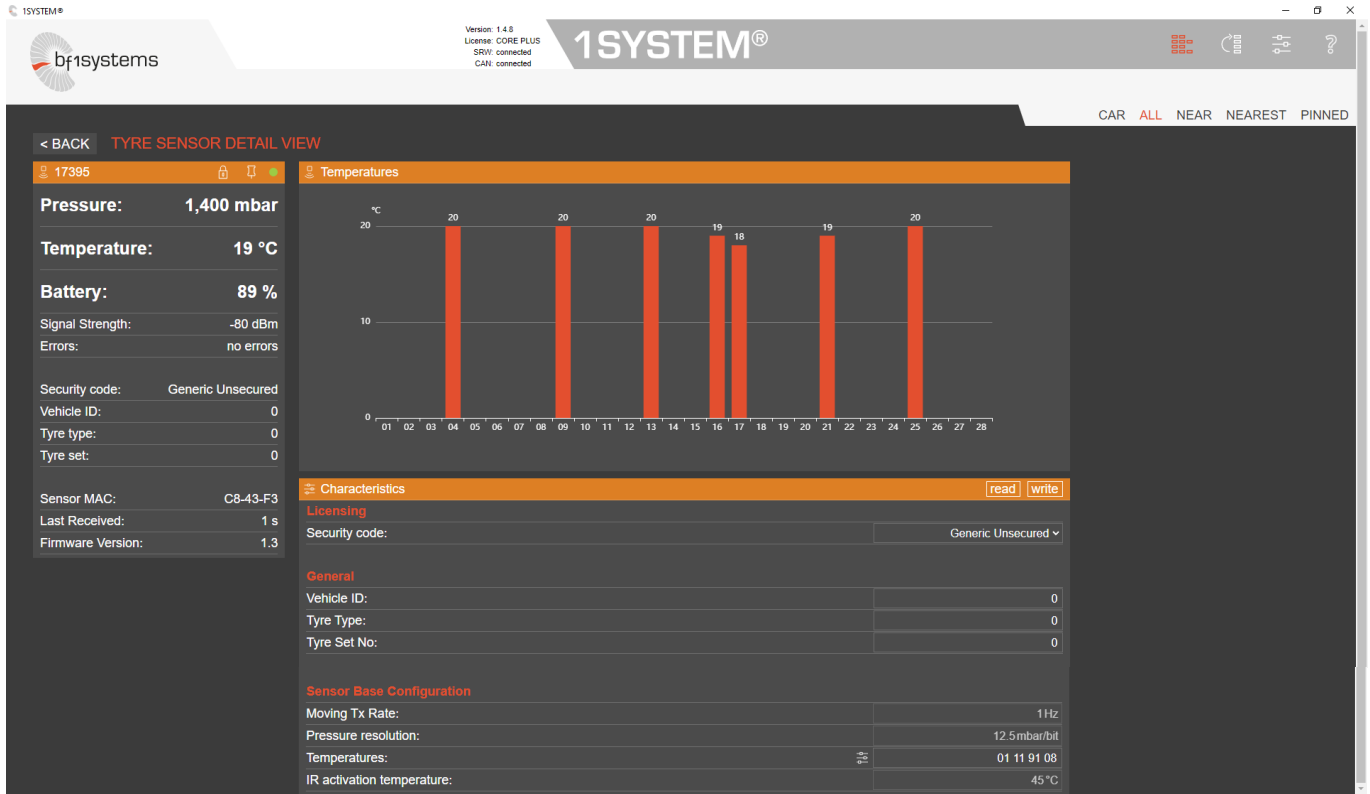 1SYSTEM®
bf1systems
Version: 1.4.8
License: CORE PLUS
SRW: connected
CAN: connected
1SYSTEM®
CAR ALL NEAR NEAREST PINNED
< BACK TYRE SENSOR DETAIL VIEW
17395
Pressure: 1,400 mbar
Temperature: 19 °C
Battery: 89 %
Signal Strength: -80 dBm
Errors: no errors
Security code: Generic Unsecured
Vehicle ID: 0
Tyre type: 0
Tyre set: 0
Sensor MAC: C8-43-F3
Last Received: 1 s
Firmware Version: 1.3
Temperatures
°C
20 20 20 19 18 19 20
20
10
0
01 02 03 04 05 06 07 08 09 10 11 12 13 14 15 16 17 18 19 20 21 22 23 24 25 26 27 28
Characteristics read write
Licensing
Security code: Generic Unsecured
General
Vehicle ID: 0
Tyre Type: 0
Tyre Set No: 0
Sensor Base Configuration
Moving Tx Rate: 1Hz
Pressure resolution: 12.5mbar/bit
Temperatures: 01 11 91 08
IR activation temperature: 45°C